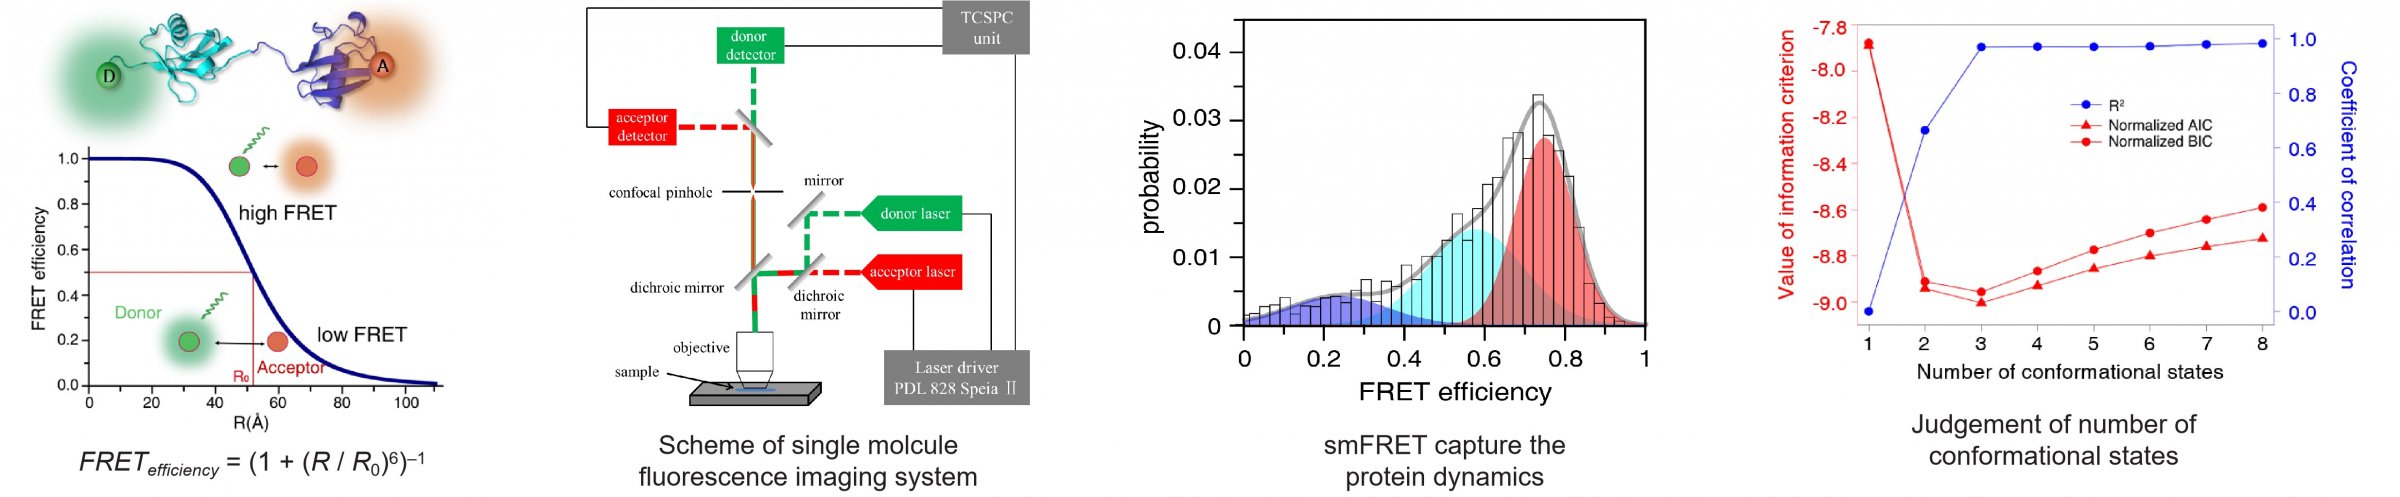 D
A
1.0
0.8
0.6
0.4
0.2
0.0
FRET efficiency
high FRET
Donor
low FRET
R₀
Acceptor
0
20
40
60
80
100
R(Å)
FRETefficiency = (1 + (R / R₀)⁶)⁻¹
TCSPC
unit
donor
detector
acceptor
detector
confocal pinholc
mirror
donor laser
acceptor laser
dichroic mirror
dichroic
mirror
objective
sample
Laser driver
PDL 828 Speia II
Scheme of single molcule
fluorescence imaging system
probability
0.04
0.03
0.02
0.01
0
0
0.2
0.4
0.6
0.8
1
FRET efficiency
smFRET capture the
protein dynamics
Value of information criterion
-7.8
-8.0
-8.2
-8.4
-8.6
-8.8
-9.0
R²
Normalized AIC
Normalized BIC
1.0
0.8
0.6
0.4
0.2
0.0
Coefficient of correlation
1
2
3
4
5
6
7
8
Number of conformational states
Judgement of number of
conformational states